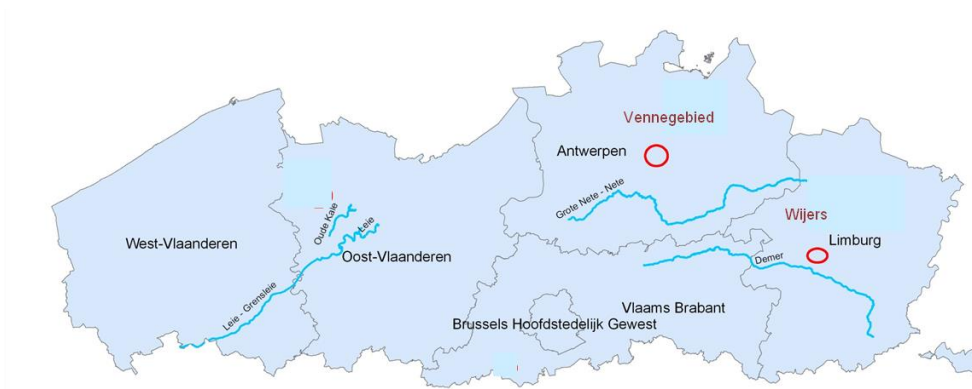 Vennegebied
Antwerpen
Grote Nete - Nete
Wijers
Oude Kale
Leie
West-Vlaanderen
Oost-Vlaanderen
Limburg
Demer
Leie - Grensleie
Vlaams Brabant
Brussels Hoofdstedelijk Gewest